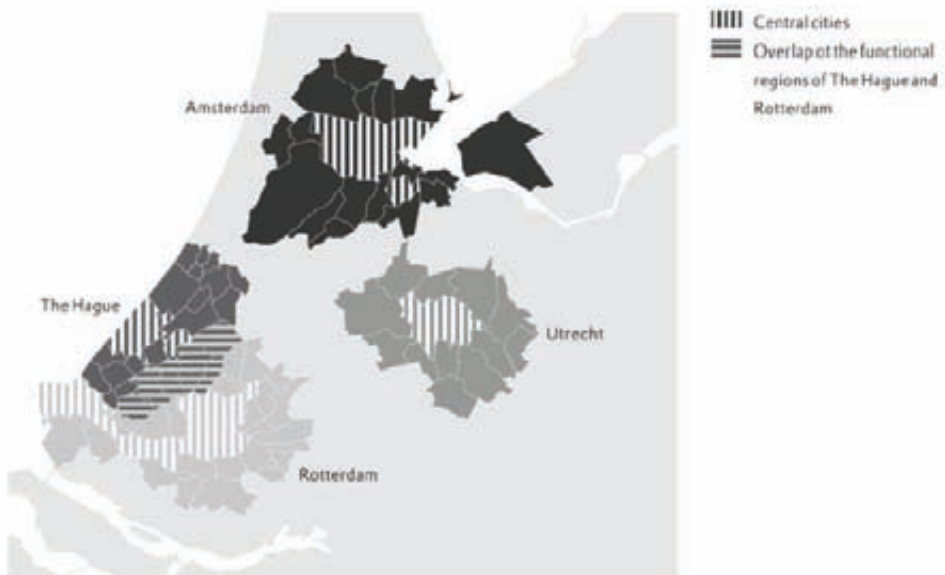 Central cities
Overlap of the functional
regions of The Hague and
Rotterdam
Amsterdam
The Hague
Utrecht
Rotterdam